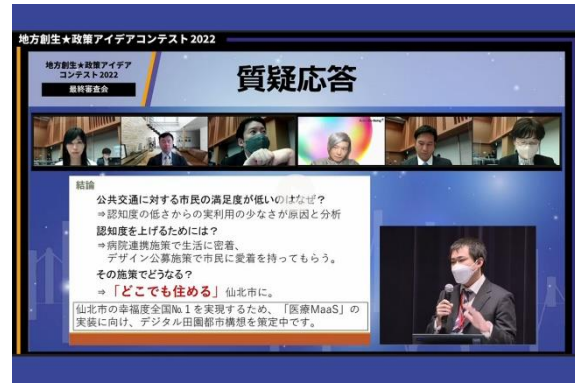 地方創生★政策アイデアコンテスト2022
地方創生★政策アイデア
コンテスト2022
最終審査会
質疑応答
結論
公共交通に対する市民の満足度が低いのはなぜ？
⇒認知度の低さからの実利用の少なさが原因と分析
認知度を上げるためには？
⇒病院連携施策で生活に密着、
デザイン公募施策で市民に愛着を持ってもらう。
その施策でどうなる？
⇒「どこでも住める」仙北市に。
仙北市の幸福度全国No.1を実現するため、「医療MaaS」の
実装に向け、デジタル田園都市構想を策定中です。